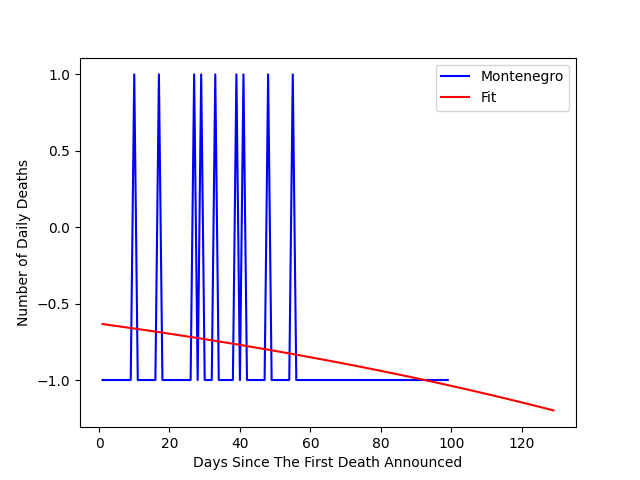 Montenegro
Fit
1.0
0.5
0.0
−0.5
−1.0
Number of Daily Deaths
0 20 40 60 80 100 120
Days Since The First Death Announced